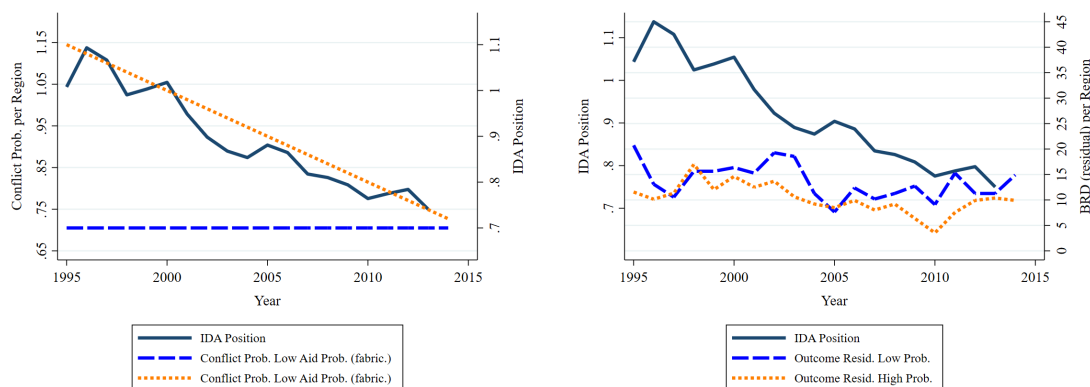 Conflict Prob. per Region
.65 .75 .85 .95 1.05 1.15
.7 .8 .9 1 1.1
IDA Position
1995 2000 2005 2010 2015
Year
IDA Position
Conflict Prob. Low Aid Prob. (fabric.)
Conflict Prob. Low Aid Prob. (fabric.)
IDA Position
.7 .8 .9 1 1.1
0 5 10 15 20 25 30 35 40 45
BRD (residual) per Region
1995 2000 2005 2010 2015
Year
IDA Position
Outcome Resid. Low Prob.
Outcome Resid. High Prob.